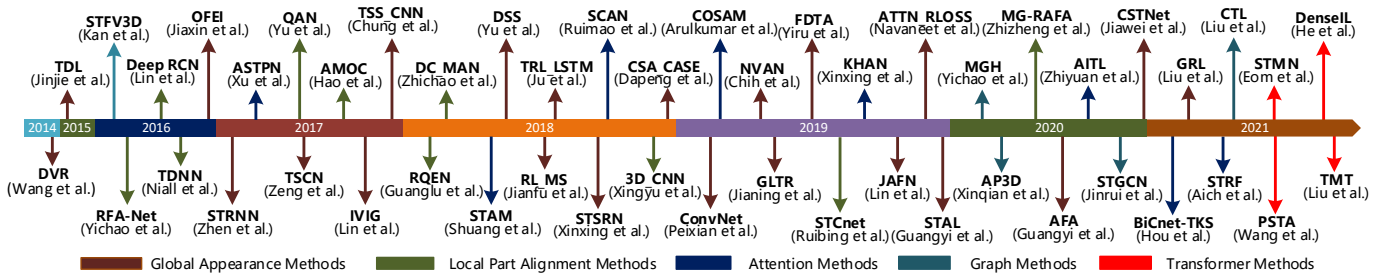 STFV3D
(Kan et al.)
OFEI
(Jiaxin et al.)
QAN
(Yu et al.)
TSS_CNN
(Chung et al.)
DSS
(Yu et al.)
SCAN
(Ruimao et al.)
COSAM
(Arulkumar et al.)
FDTA
(Yiru et al.)
ATTN_RLOSS
(Navaneet et al.)
MG-RAFA
(Zhizheng et al.)
CSTNet
(Jiawei et al.)
CTL
(Liu et al.)
DenseIL
(He et al.)
TDL
(Jinjie et al.)
Deep RCN
(Lin et al.)
ASTPN
(Xu et al.)
AMOC
(Hao et al.)
DC_MAN
(Zhichao et al.)
TRL_LSTM
(Ju et al.)
CSA_CASE
(Dapeng et al.)
NVAN
(Chih et al.)
KHAN
(Xinxing et al.)
MGH
(Yichao et al.)
AITL
(Zhiyuan et al.)
GRL
(Liu et al.)
STMN
(Eom et al.)
2014 2015 2016 2017 2018 2019 2020 2021
DVR
(Wang et al.)
TDNN
(Niall et al.)
TSCN
(Zeng et al.)
RQEN
(Guanglu et al.)
RL_MS
(Jianfu et al.)
3D_CNN
(Xingyu et al.)
GLTR
(Jianing et al.)
JAFN
(Lin et al.)
AP3D
(Xinqian et al.)
STGCN
(Jinrui et al.)
STRF
(Aich et al.)
TMT
(Liu et al.)
RFA-Net
(Yichao et al.)
STRNN
(Zhen et al.)
IVIG
(Lin et al.)
STAM
(Shuang et al.)
STSRN
(Xinxing et al.)
ConvNet
(Peixian et al.)
STCnet
(Ruibing et al.)
STAL
(Guangyi et al.)
AFA
(Guangyi et al.)
BiCnet-TKS
(Hou et al.)
PSTA
(Wang et al.)
Global Appearance Methods
Local Part Alignment Methods
Attention Methods
Graph Methods
Transformer Methods